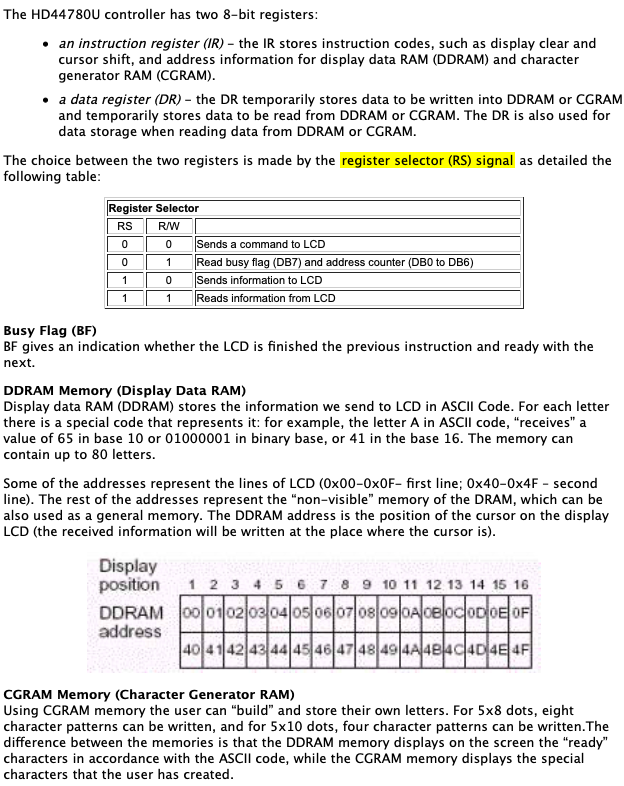 The HD44780U controller has two 8-bit registers:
• an instruction register (IR) – the IR stores instruction codes, such as display clear and
cursor shift, and address information for display data RAM (DDRAM) and character
generator RAM (CGRAM).
• a data register (DR) – the DR temporarily stores data to be written into DDRAM or CGRAM
and temporarily stores data to be read from DDRAM or CGRAM. The DR is also used for
data storage when reading data from DDRAM or CGRAM.
The choice between the two registers is made by the register selector (RS) signal as detailed the
following table:
Register Selector
RS R/W
0 0 Sends a command to LCD
0 1 Read busy flag (DB7) and address counter (DB0 to DB6)
1 0 Sends information to LCD
1 1 Reads information from LCD
Busy Flag (BF)
BF gives an indication whether the LCD is finished the previous instruction and ready with the
next.
DDRAM Memory (Display Data RAM)
Display data RAM (DDRAM) stores the information we send to LCD in ASCII Code. For each letter
there is a special code that represents it: for example, the letter A in ASCII code, “receives” a
value of 65 in base 10 or 01000001 in binary base, or 41 in the base 16. The memory can
contain up to 80 letters.
Some of the addresses represent the lines of LCD (0x00-0x0F- first line; 0x40-0x4F – second
line). The rest of the addresses represent the “non-visible” memory of the DRAM, which can be
also used as a general memory. The DDRAM address is the position of the cursor on the display
LCD (the received information will be written at the place where the cursor is).
Display
position 1 2 3 4 5 6 7 8 9 10 11 12 13 14 15 16
DDRAM 00 01 02 03 04 05 06 07 08 09 0A 0B 0C 0D 0E 0F
address
40 41 42 43 44 45 46 47 48 49 4A 4B 4C 4D 4E 4F
CGRAM Memory (Character Generator RAM)
Using CGRAM memory the user can “build” and store their own letters. For 5x8 dots, eight
character patterns can be written, and for 5x10 dots, four character patterns can be written.The
difference between the memories is that the DDRAM memory displays on the screen the “ready”
characters in accordance with the ASCII code, while the CGRAM memory displays the special
characters that the user has created.